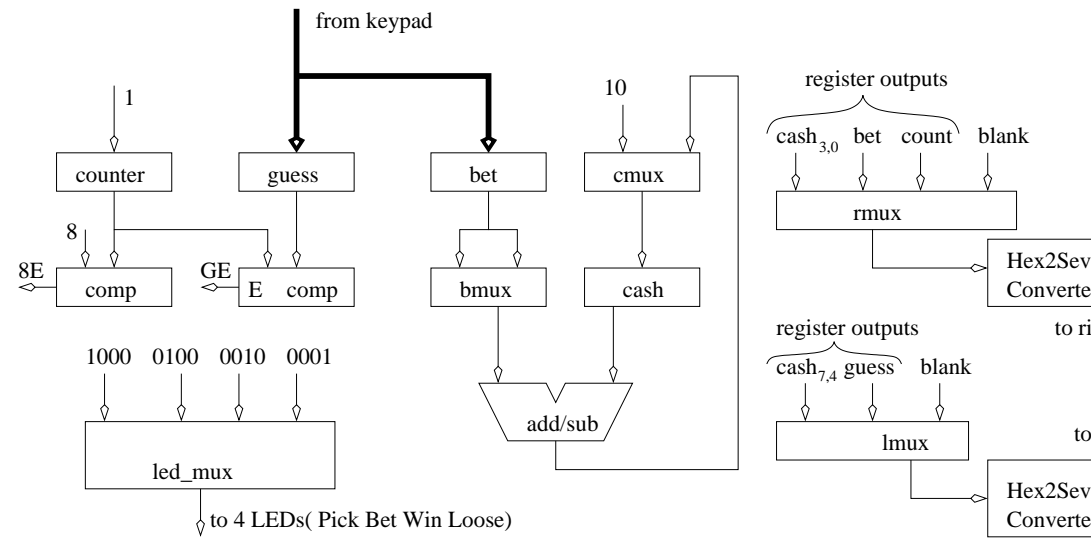 from keypad
1
10
register outputs
cash3,0 bet count blank
counter
guess
bet
cmux
rmux
8
8E
comp
GE
E comp
bmux
cash
Hex2Sev
Converte
to ri
register outputs
cash7,4 guess blank
1000 0100 0010 0001
add/sub
lmux
to
led_mux
Hex2Sev
Converte
to 4 LEDs( Pick Bet Win Loose)